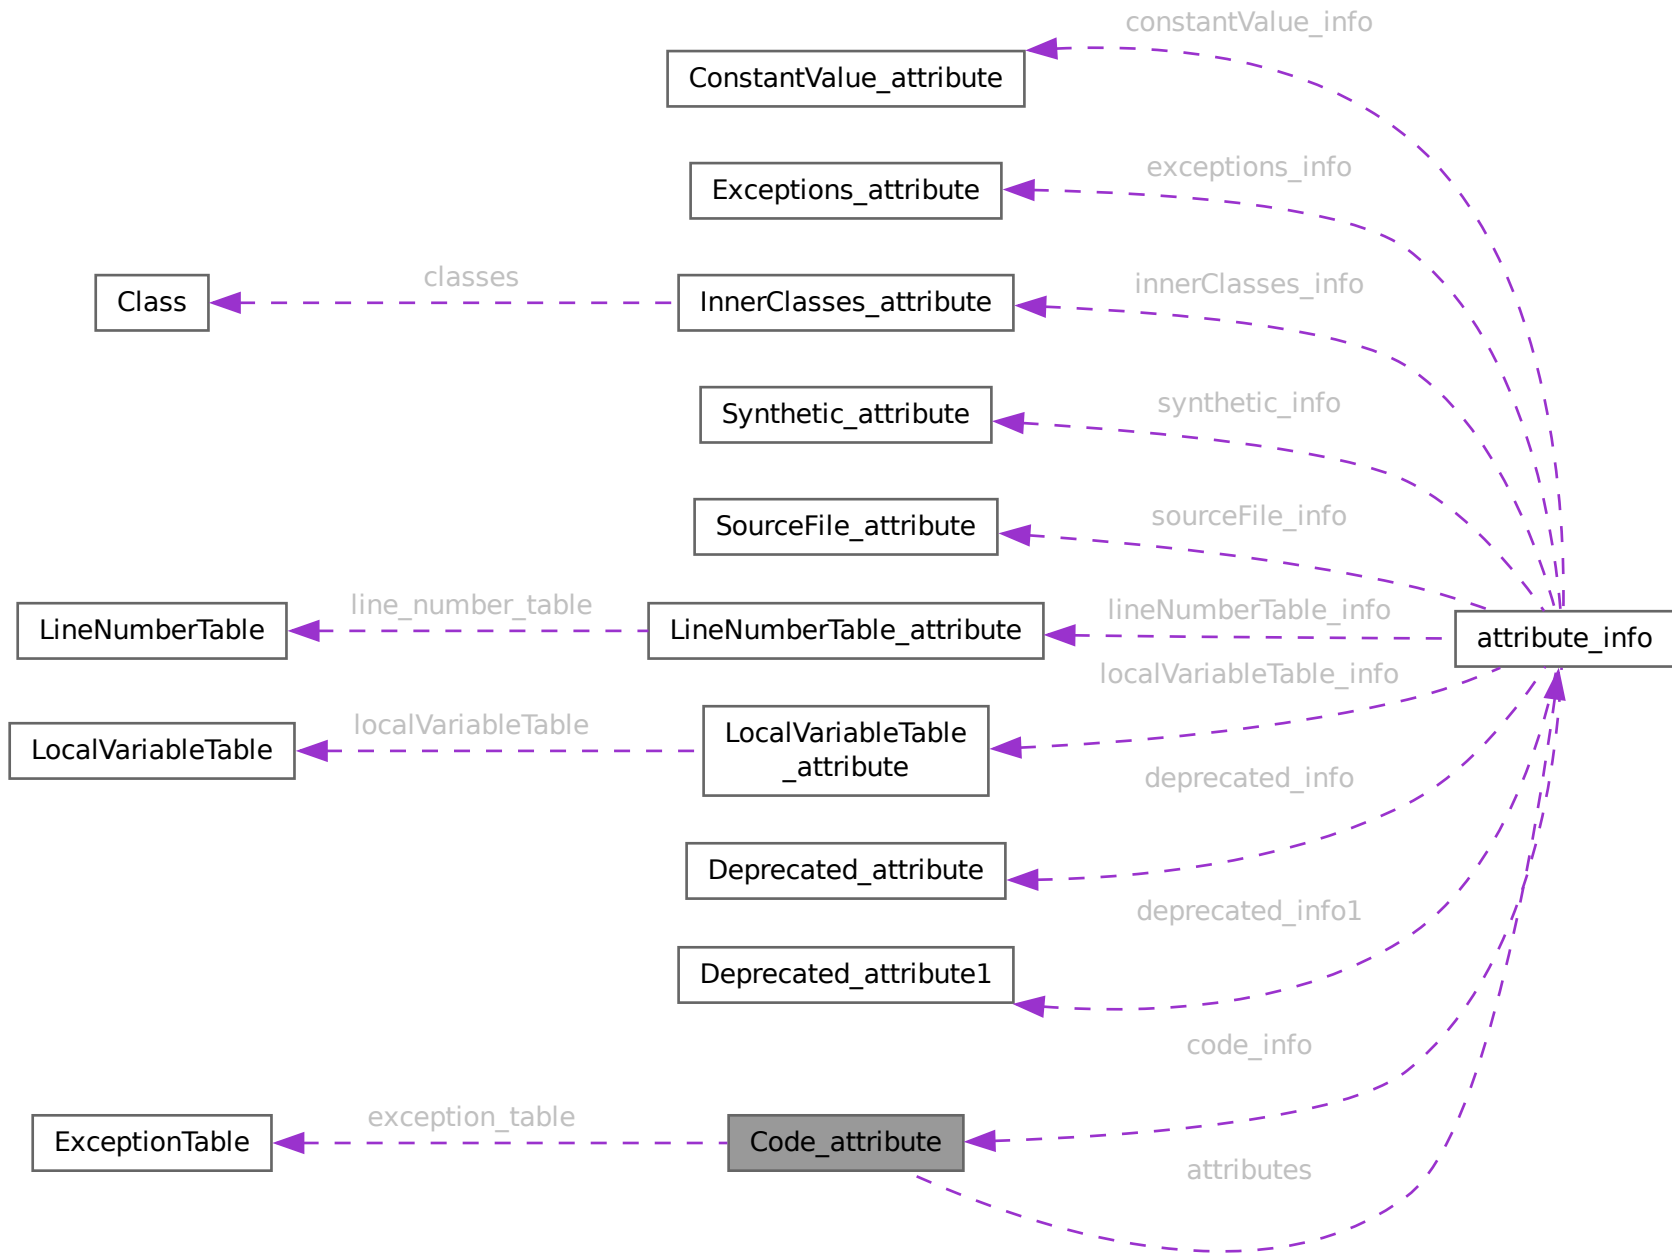 constantValue_info
ConstantValue_attribute
exceptions_info
Exceptions_attribute
classes
innerClasses_info
Class
InnerClasses_attribute
synthetic_info
Synthetic_attribute
sourceFile_info
SourceFile_attribute
line_number_table
lineNumberTable_info
LineNumberTable
LineNumberTable_attribute
attribute_info
localVariableTable_info
localVariableTable
LocalVariableTable
LocalVariableTable
_attribute
deprecated_info
Deprecated_attribute
deprecated_info1
Deprecated_attribute1
code_info
exception_table
ExceptionTable
Code_attribute
attributes